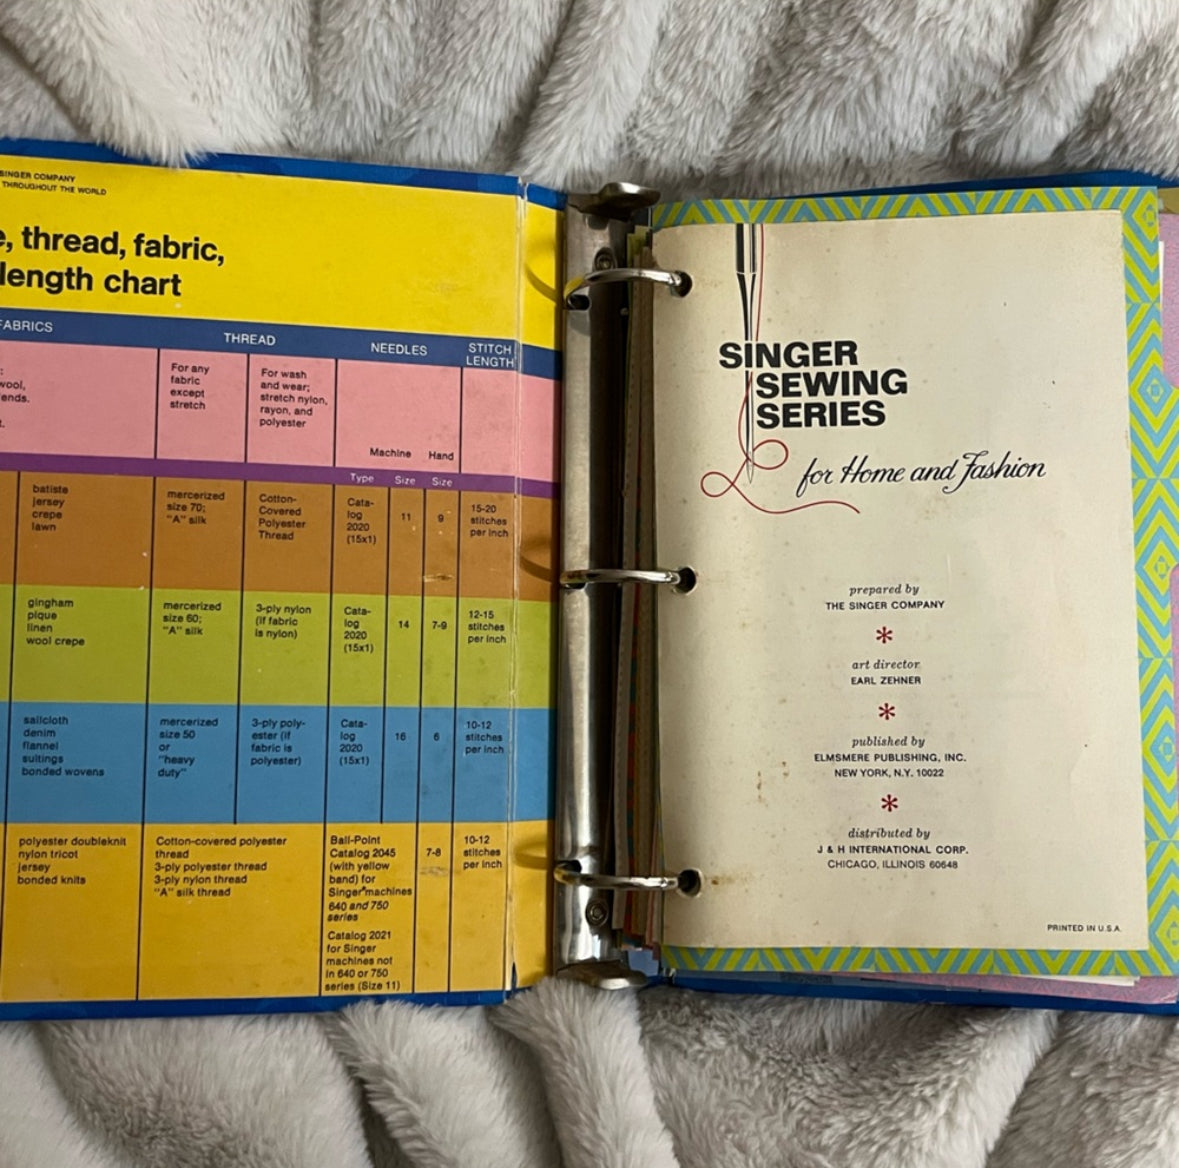 SINGER COMPANY
THROUGHOUT THE WORLD
thread, fabric,
length chart
FABRICS
THREAD
NEEDLES
STITCH
LENGTH
wool,
For any
fabric
except
stretch
For wash
and wear;
stretch nylon,
rayon, and
polyester
Machine Hand
Type Size Size
batiste
jersey
crepe
lawn
mercerized
size 70;
"A" silk
Cotton-
Covered
Polyester
Thread
Cata-
log
2020
(15x1)
11
9
15-20
stitches
per inch
gingham
pique
linen
wool crepe
mercerized
size 60;
"A" silk
3-ply nylon
(if fabric
is nylon)
Cata-
log
2020
(15x1)
14
7-9
12-15
stitches
per inch
sailcloth
denim
flannel
suitings
bonded wovens
mercerized
size 50
or
"heavy
duty"
3-ply poly-
ester (if
fabric is
polyester)
Cata-
log
2020
(15x1)
16
6
10-12
stitches
per inch
polyester doubleknit
nylon tricot
jersey
bonded knits
Cotton-covered polyester
thread
3-ply polyester thread
3-ply nylon thread
"A" silk thread
Ball-Point
Catalog 2045
(with yellow
band) for
Singer* machines
640 and 750
series
Catalog 2021
for Singer
machines not
in 640 or 750
series (Size 11)
7-8
10-12
stitches
per inch
SINGER
SEWING
SERIES
for Home and Fashion
prepared by
THE SINGER COMPANY
*
art director
EARL ZEHNER
*
published by
ELMSMERE PUBLISHING, INC.
NEW YORK, N.Y. 10022
*
distributed by
J & H INTERNATIONAL CORP.
CHICAGO, ILLINOIS 60648
PRINTED IN U.S.A.